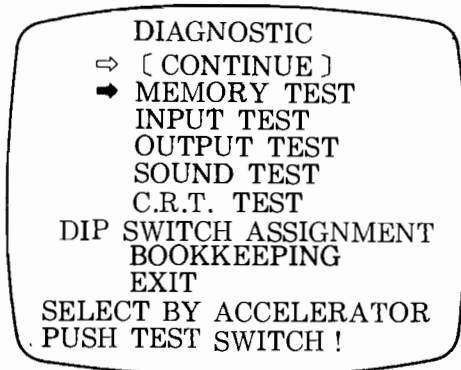 DIAGNOSTIC
⇨ [ CONTINUE ]
➡ MEMORY TEST
INPUT TEST
OUTPUT TEST
SOUND TEST
C.R.T. TEST
DIP SWITCH ASSIGNMENT
BOOKKEEPING
EXIT
SELECT BY ACCELERATOR
PUSH TEST SWITCH !